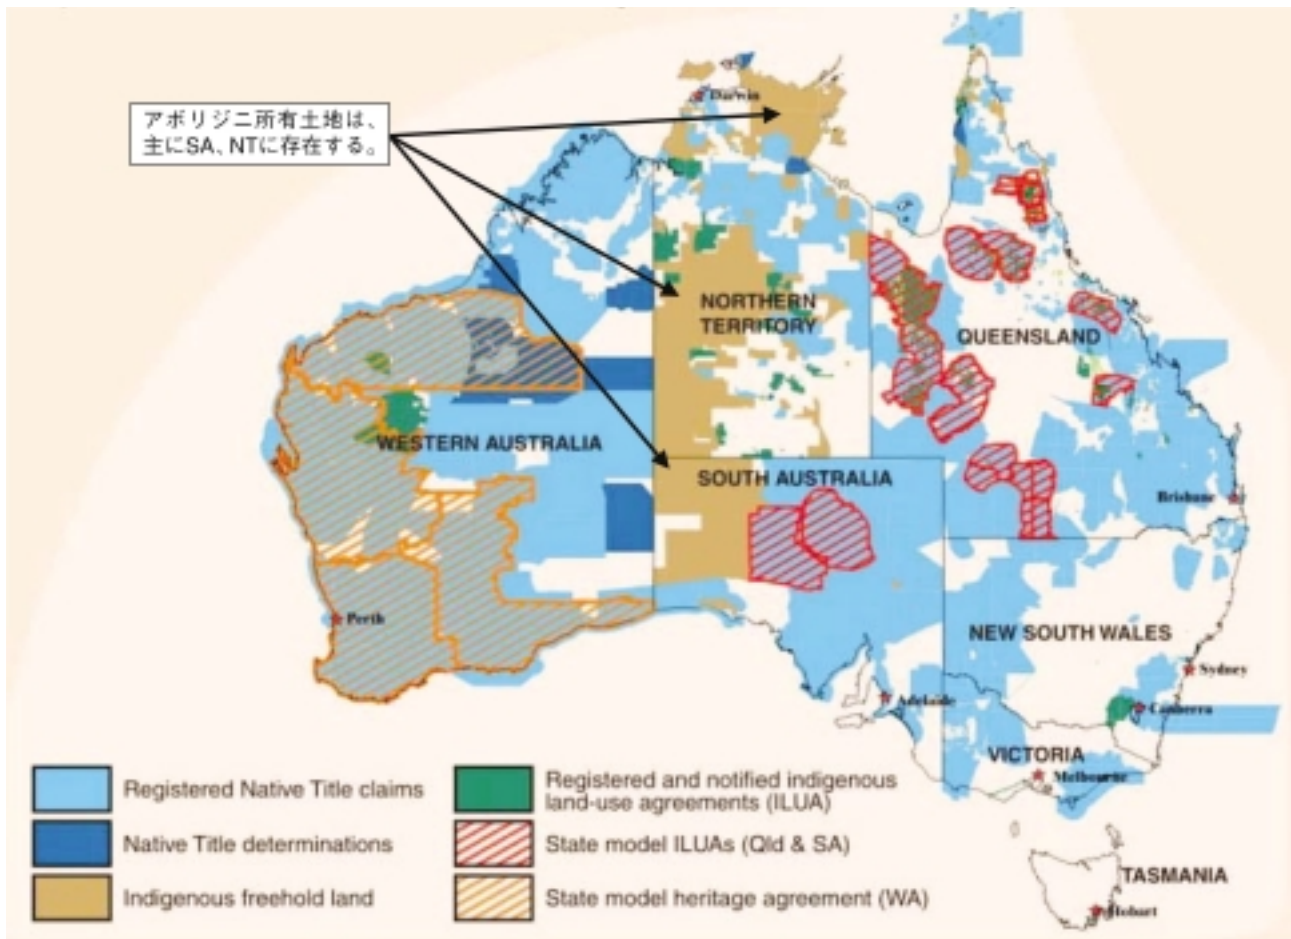 アボリジニ所有土地は、
主にSA、NTに存在する。
Darwin
NORTHERN
TERRITORY
QUEENSLAND
WESTERN AUSTRALIA
SOUTH AUSTRALIA
Brisbane
Perth
NEW SOUTH WALES
Sydney
Adelaide
Canberra
VICTORIA
Melbourne
TASMANIA
Hobart
Registered Native Title claims
Native Title determinations
Indigenous freehold land
Registered and notified indigenous
land-use agreements (ILUA)
State model ILUAs (Qld & SA)
State model heritage agreement (WA)